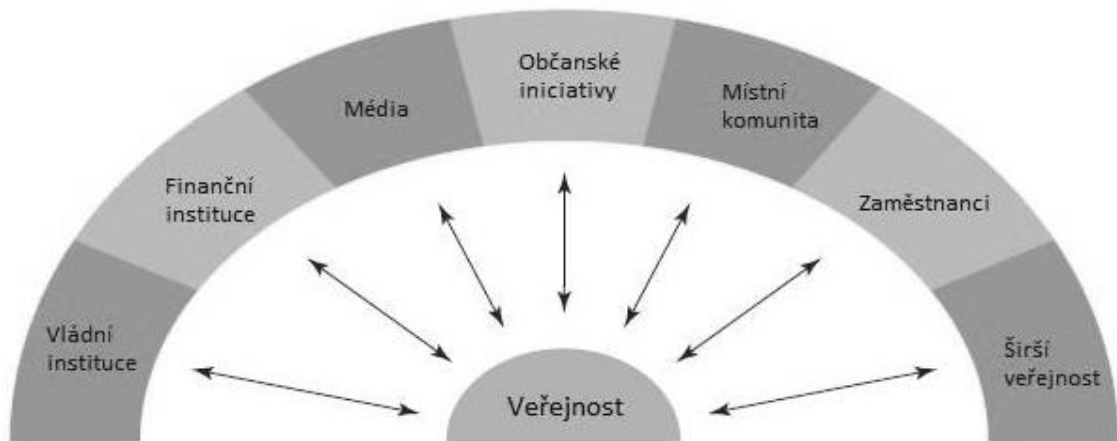 Občanské
iniciativy
Média
Místní
komunita
Finanční
instituce
Zaměstnanci
Vládní
instituce
Širší
veřejnost
Veřejnost